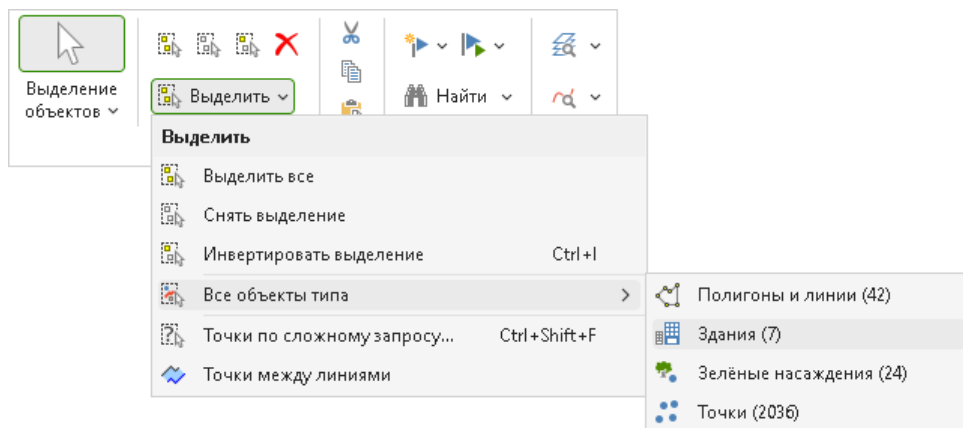 Выделение
объектов
Выделить
Найти
Выделить
Выделить все
Снять выделение
Инвертировать выделение Ctrl+I
Все объекты типа
Полигоны и линии (42)
Здания (7)
Точки по сложному запросу... Ctrl+Shift+F
Зелёные насаждения (24)
Точки между линиями
Точки (2036)